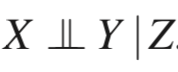 X ⫫ Y | Z.